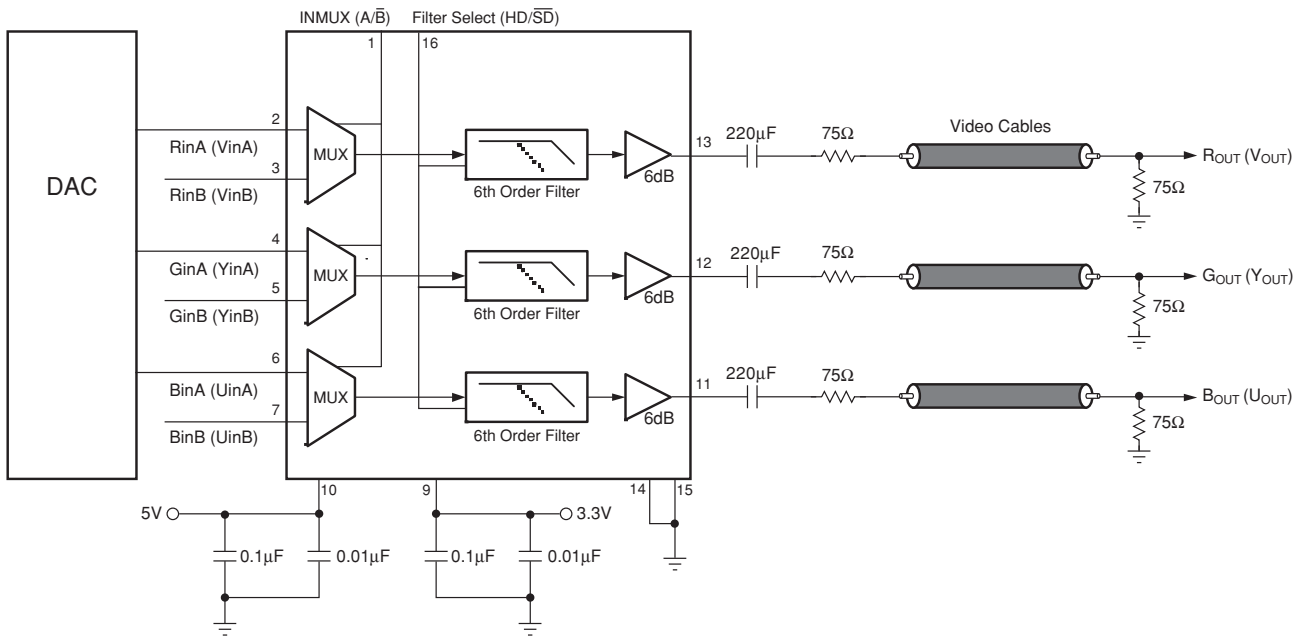 INMUX (A/B̅) Filter Select (HD/S̅D̅)
1 16
DAC
2
RinA (VinA)
3
RinB (VinB)
MUX
6th Order Filter
6dB
13
220μF
75Ω
Video Cables
ROUT (VOUT)
75Ω
4
GinA (YinA)
5
GinB (YinB)
MUX
6th Order Filter
6dB
12
220μF
75Ω
GOUT (YOUT)
75Ω
6
BinA (UinA)
7
BinB (UinB)
MUX
6th Order Filter
6dB
11
220μF
75Ω
BOUT (UOUT)
75Ω
10 9 14 15
5V 3.3V
0.1μF 0.01μF 0.1μF 0.01μF